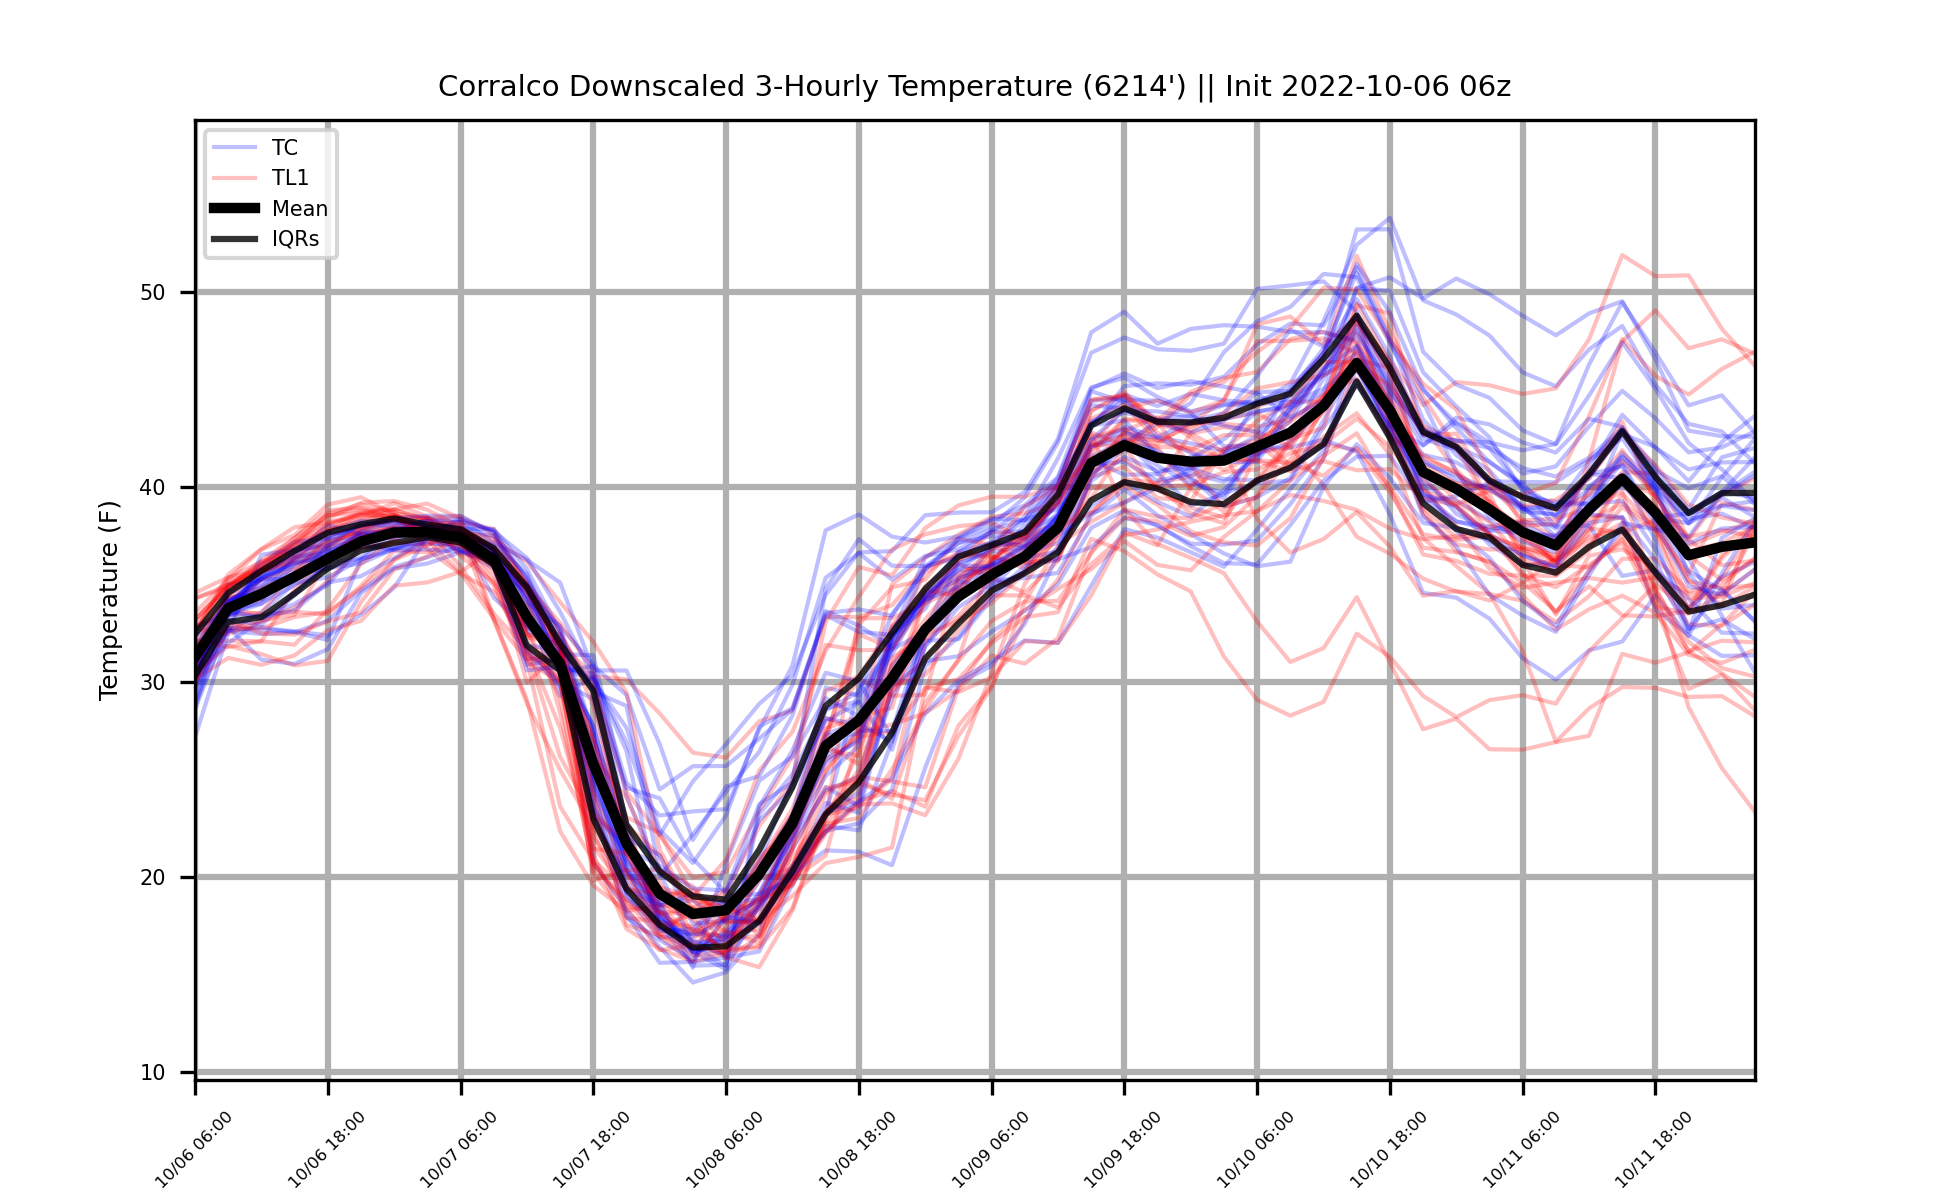 Corralco Downscaled 3-Hourly Temperature (6214') || Init 2022-10-06 06z
TC
TL1
Mean
IQRs
Temperature (F)
50
40
30
20
10
10/06 06:00
10/06 18:00
10/07 06:00
10/07 18:00
10/08 06:00
10/08 18:00
10/09 06:00
10/09 18:00
10/10 06:00
10/10 18:00
10/11 06:00
10/11 18:00